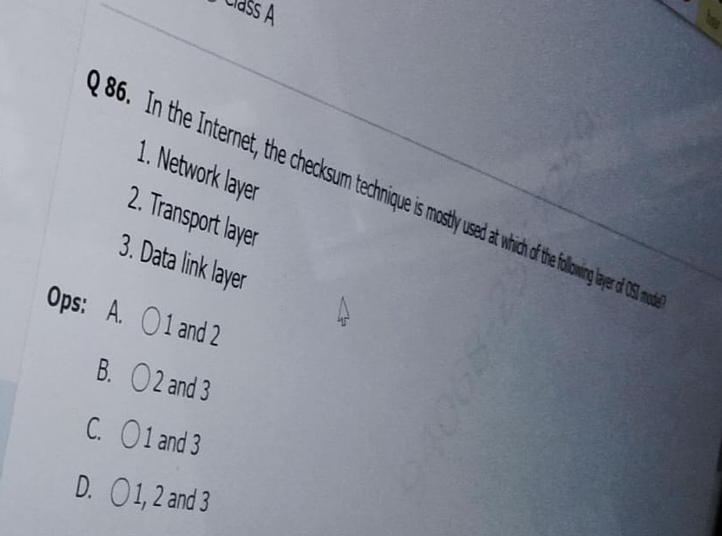 Class A
Q 86. In the Internet, the checksum technique is mostly used at which of the following layer of OSI model?
1. Network layer
2. Transport layer
3. Data link layer
Ops: A. 1 and 2
B. 2 and 3
C. 1 and 3
D. 1, 2 and 3